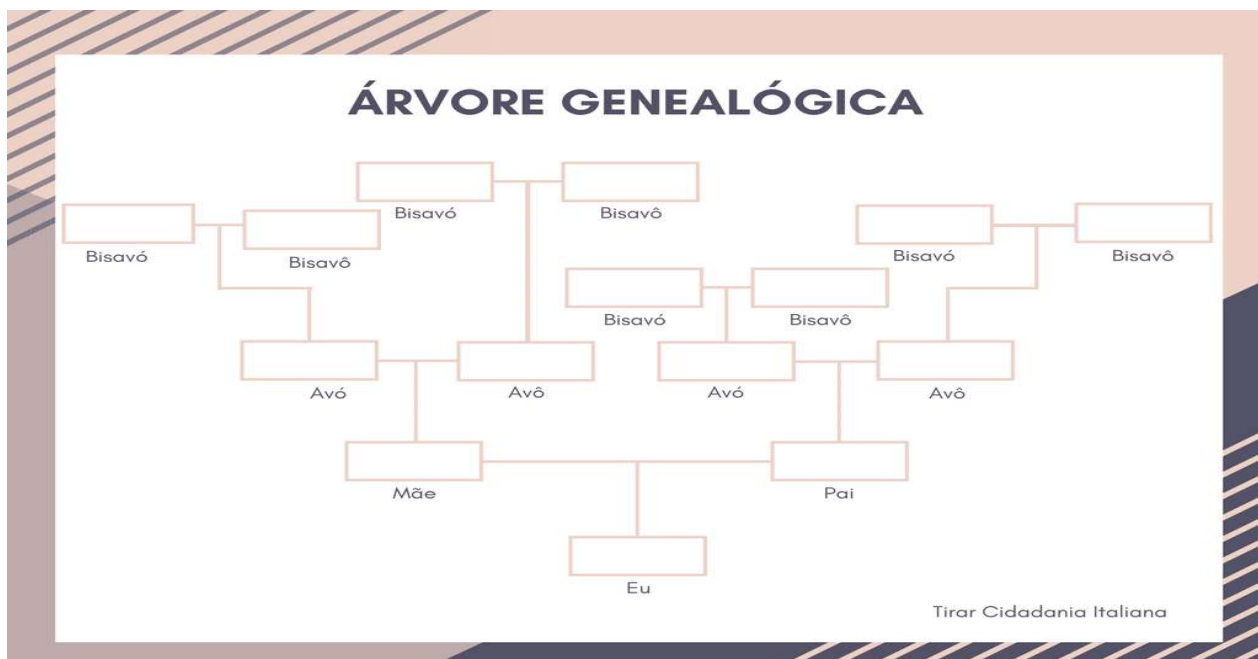 ÁRVORE GENEALÓGICA
Bisavó Bisavô
Bisavó Bisavô Bisavó Bisavô
Bisavó Bisavô
Avó Avô Avó Avô
Mãe Pai
Eu
Tirar Cidadania Italiana